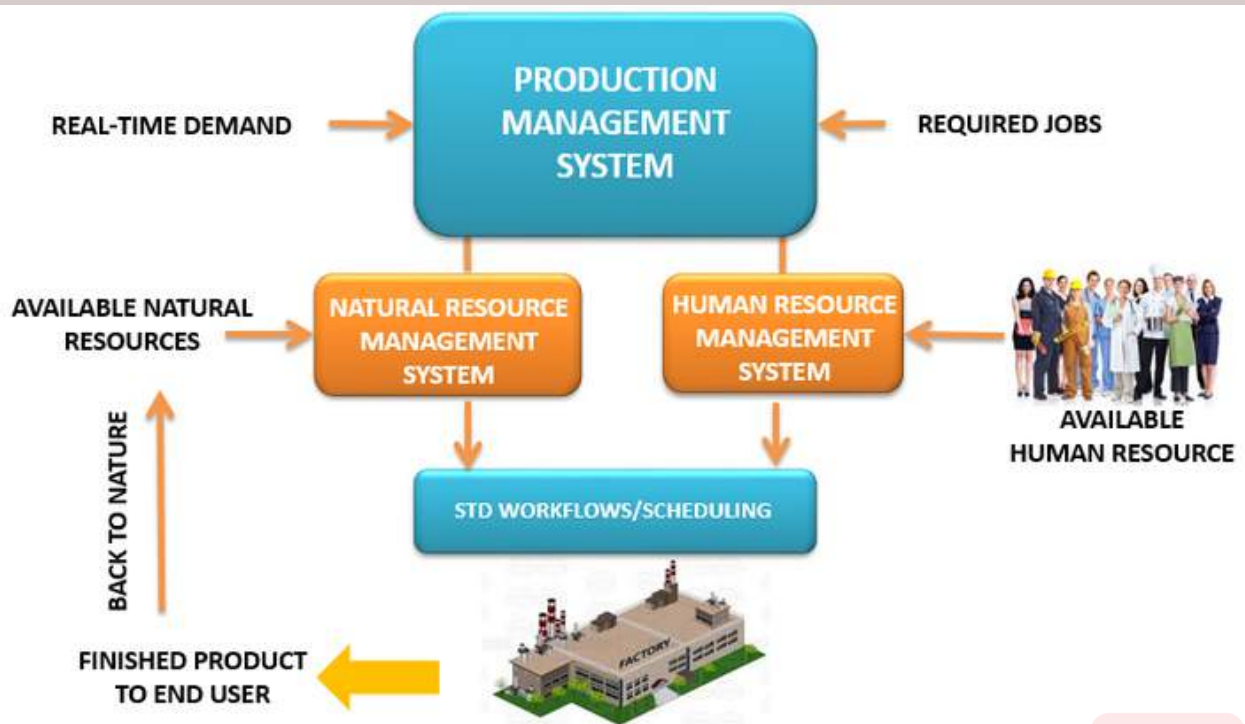 PRODUCTION
MANAGEMENT
SYSTEM
REAL-TIME DEMAND
REQUIRED JOBS
AVAILABLE NATURAL
RESOURCES
NATURAL RESOURCE
MANAGEMENT
SYSTEM
HUMAN RESOURCE
MANAGEMENT
SYSTEM
AVAILABLE
HUMAN RESOURCE
BACK TO NATURE
STD WORKFLOWS/SCHEDULING
FACTORY
FINISHED PRODUCT
TO END USER